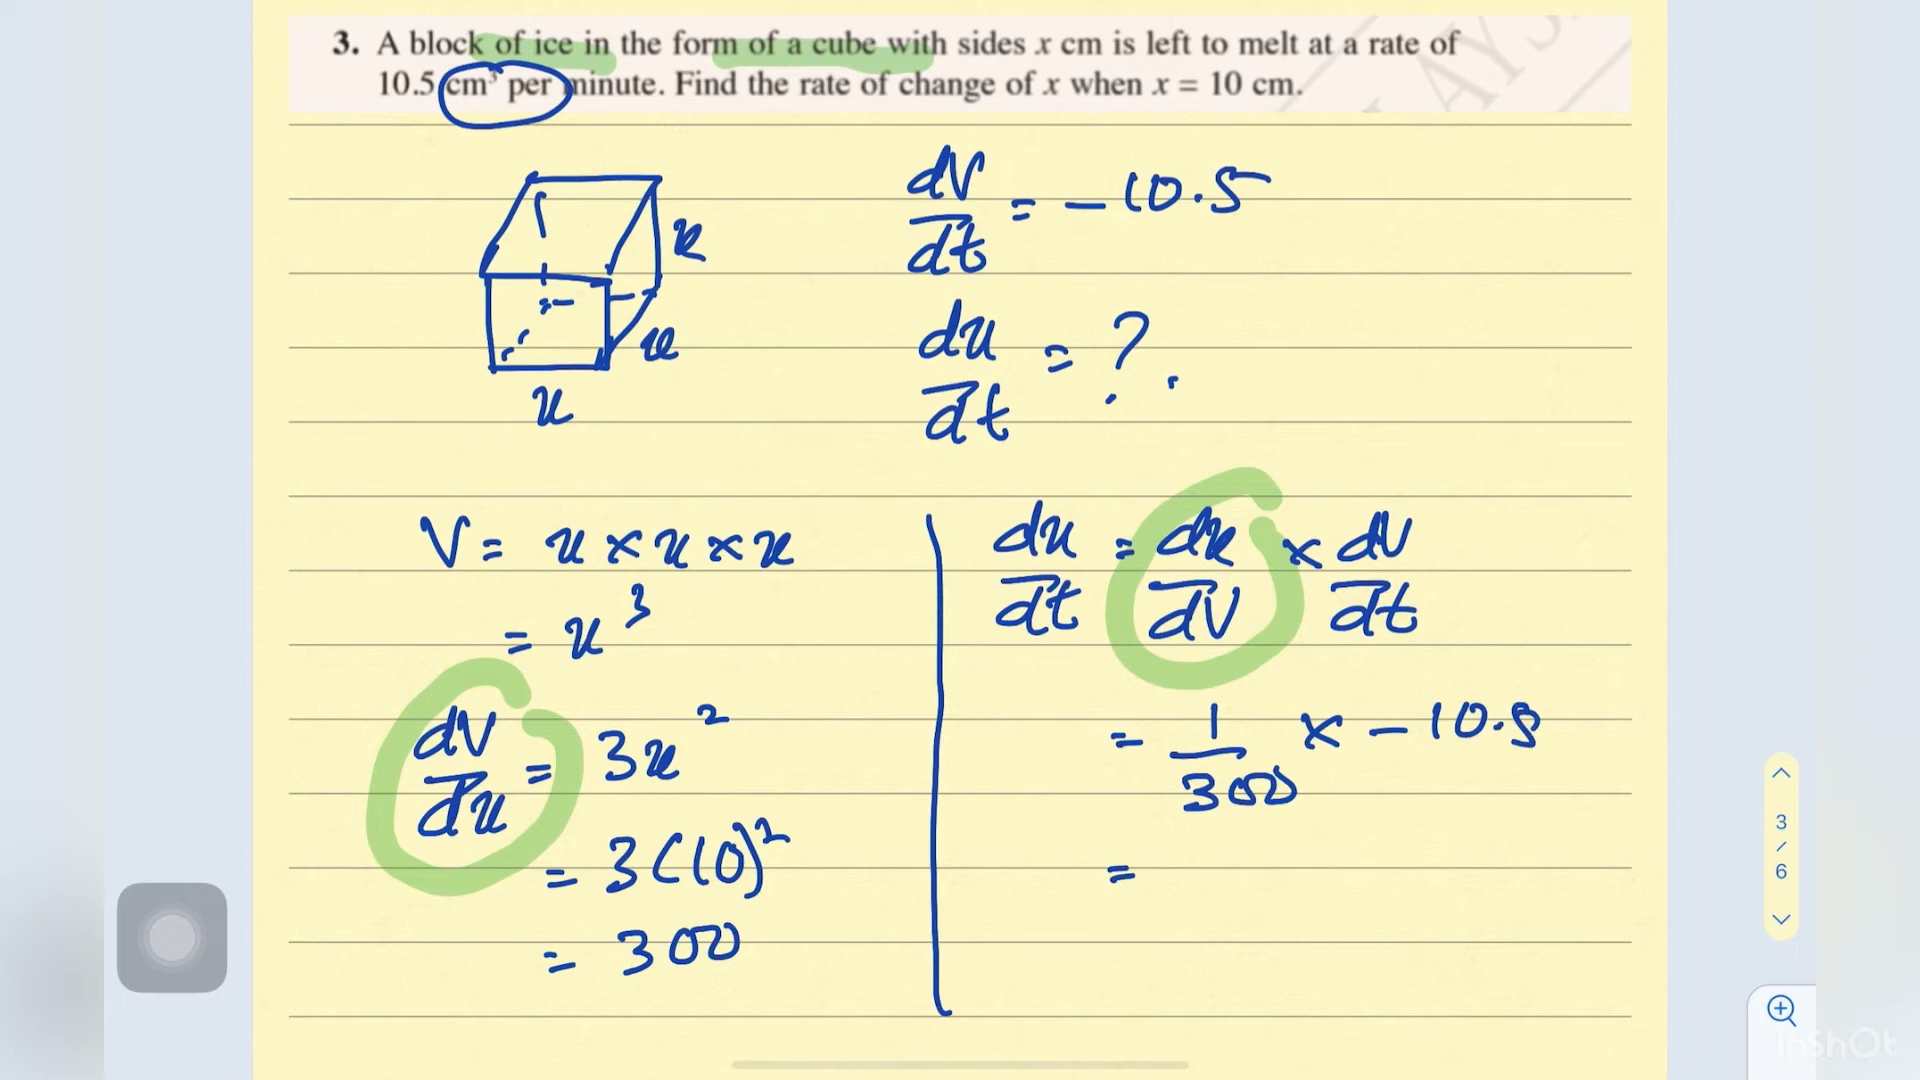 3. A block of ice in the form of a cube with sides x cm is left to melt at a rate of
10.5 cm³ per minute. Find the rate of change of x when x = 10 cm.
dV/dt = -10.5
dx/dt = ?
x
x
x
V = x × x × x
= x³
dV/dx = 3x²
= 3(10)²
= 300
dx/dt = dx/dV × dV/dt
= 1/300 × -10.5
=
3
/
6
InShOt